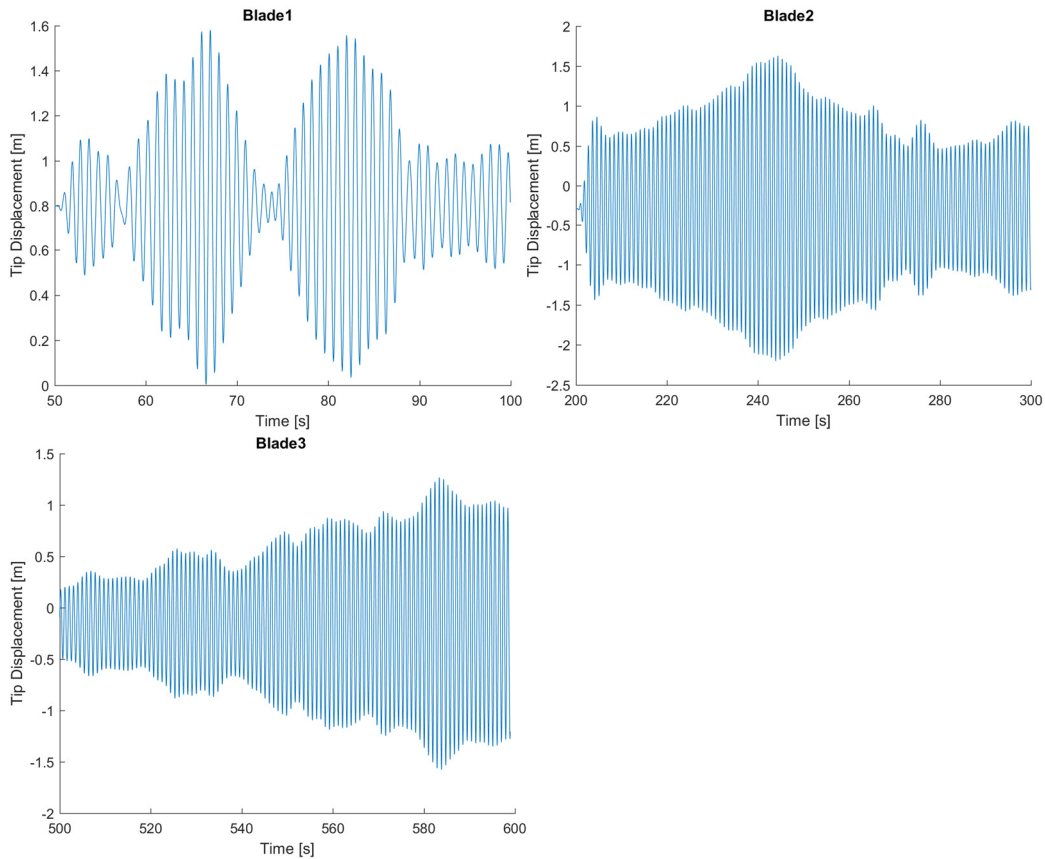 Blade1
1.6
1.4
1.2
1
0.8
0.6
0.4
0.2
0
Tip Displacement [m]
50 60 70 80 90 100
Time [s]
Blade2
2
1.5
1
0.5
0
-0.5
-1
-1.5
-2
-2.5
Tip Displacement [m]
200 220 240 260 280 300
Time [s]
Blade3
1.5
1
0.5
0
-0.5
-1
-1.5
-2
Tip Displacement [m]
500 520 540 560 580 600
Time [s]